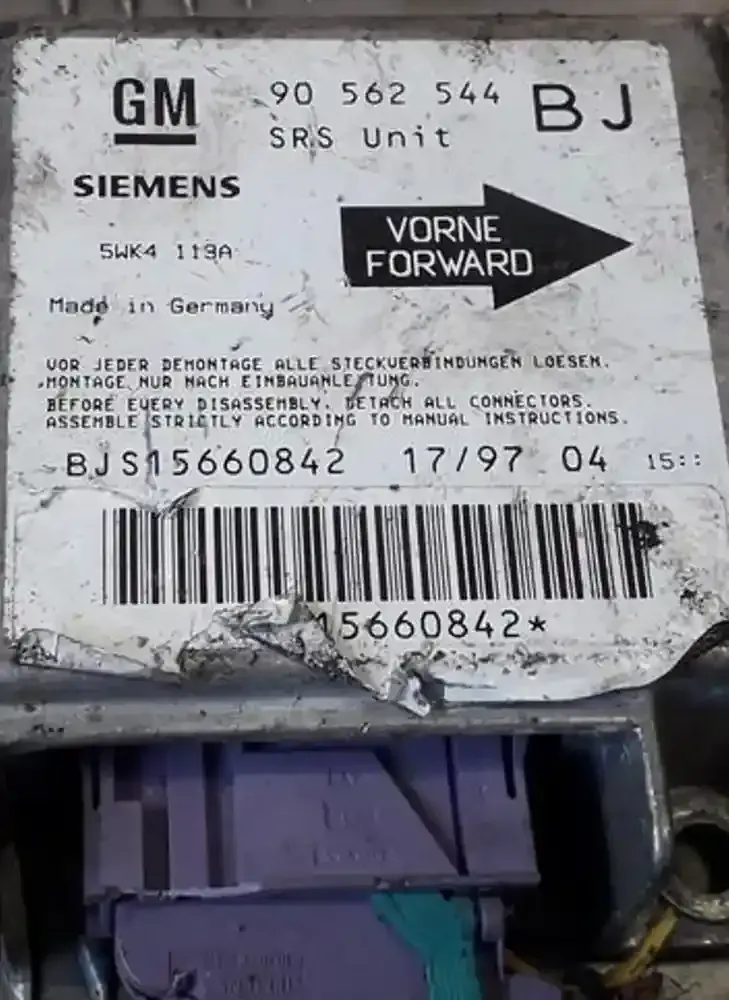 GM
90 562 544 BJ
SRS Unit
SIEMENS
VORNE
FORWARD
5WK4 113A
Made in Germany
VOR JEDER DEMONTAGE ALLE STECKVERBINDUNGEN LOESEN.
MONTAGE NUR NACH EINBAUANLEITUNG.
BEFORE EVERY DISASSEMBLY, DETACH ALL CONNECTORS.
ASSEMBLE STRICTLY ACCORDING TO MANUAL INSTRUCTIONS.
BJS15660842 17/97 04 15::
15660842*